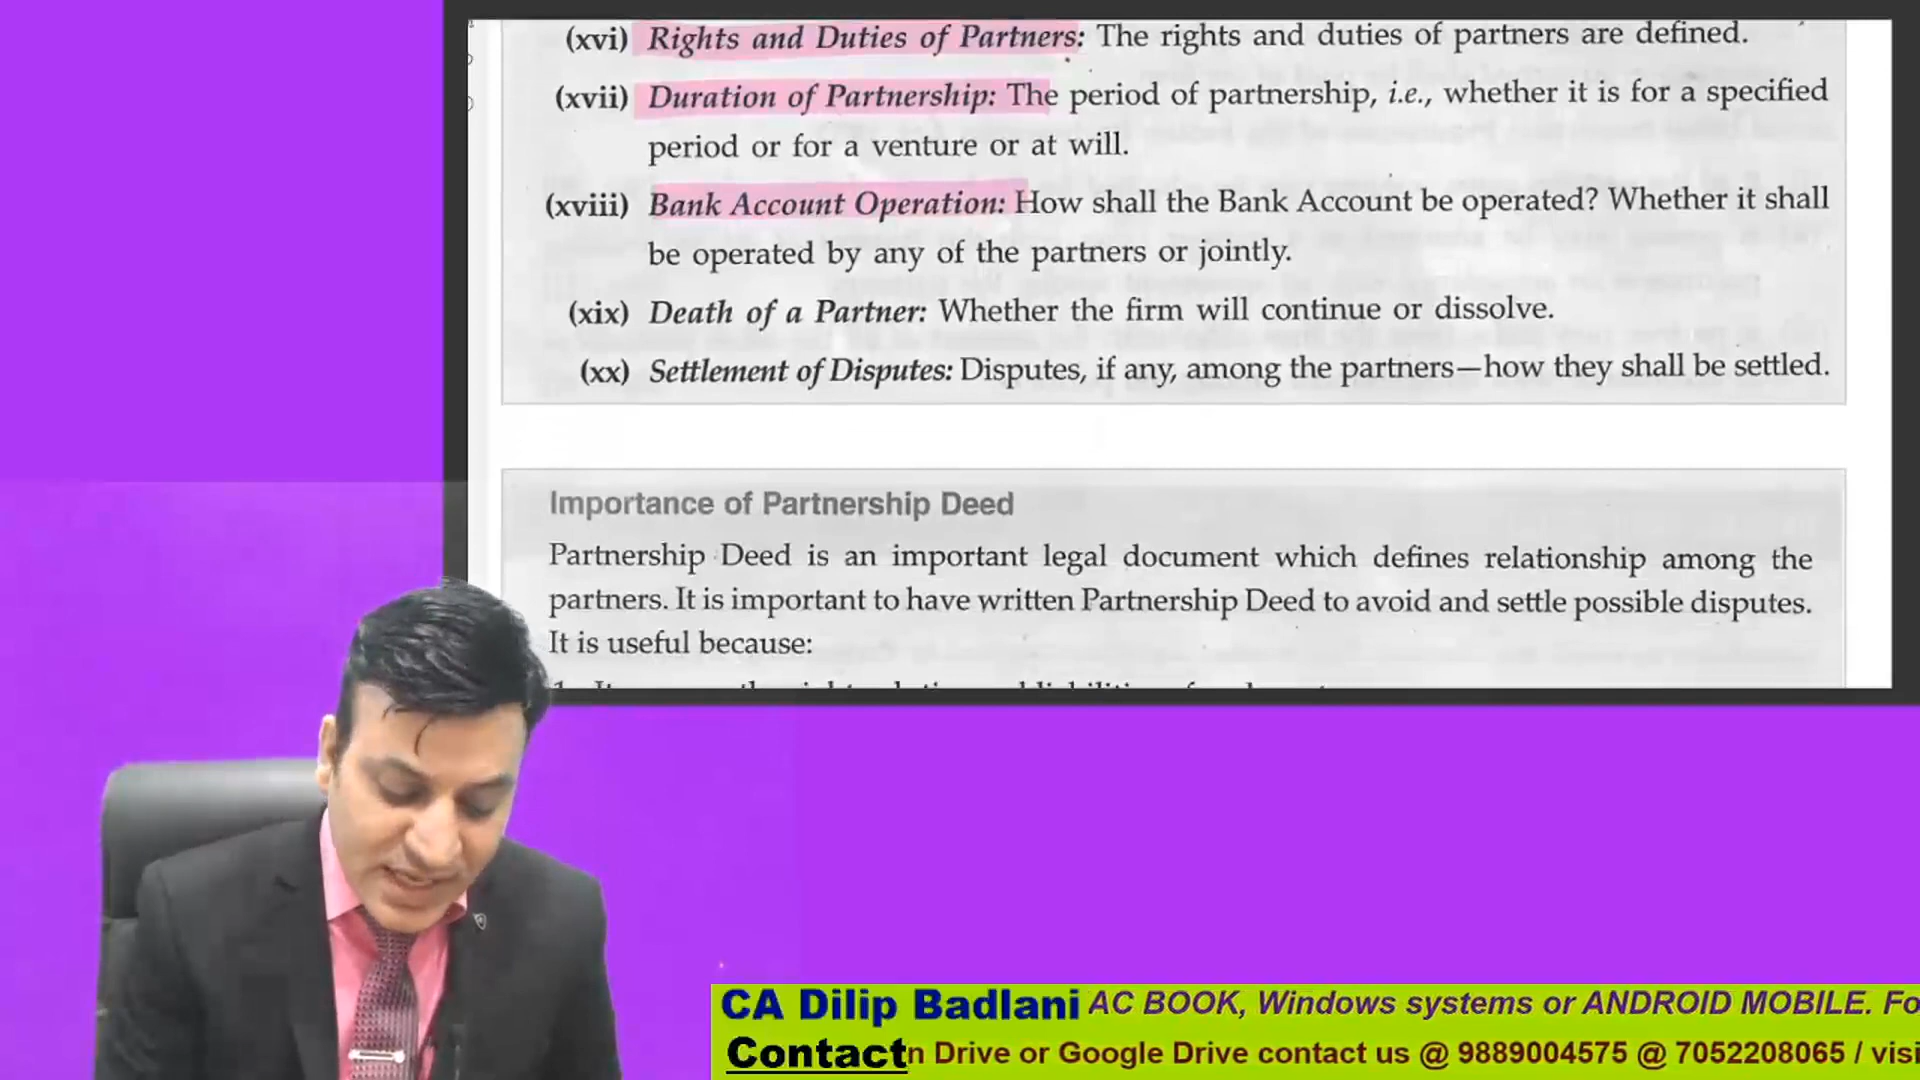 (xvi) Rights and Duties of Partners: The rights and duties of partners are defined.
(xvii) Duration of Partnership: The period of partnership, i.e., whether it is for a specified
period or for a venture or at will.
(xviii) Bank Account Operation: How shall the Bank Account be operated? Whether it shall
be operated by any of the partners or jointly.
(xix) Death of a Partner: Whether the firm will continue or dissolve.
(xx) Settlement of Disputes: Disputes, if any, among the partners—how they shall be settled.
Importance of Partnership Deed
Partnership Deed is an important legal document which defines relationship among the
partners. It is important to have written Partnership Deed to avoid and settle possible disputes.
It is useful because:
CA Dilip Badlani AC BOOK, Windows systems or ANDROID MOBILE. Fo
Contact n Drive or Google Drive contact us @ 9889004575 @ 7052208065 / visi